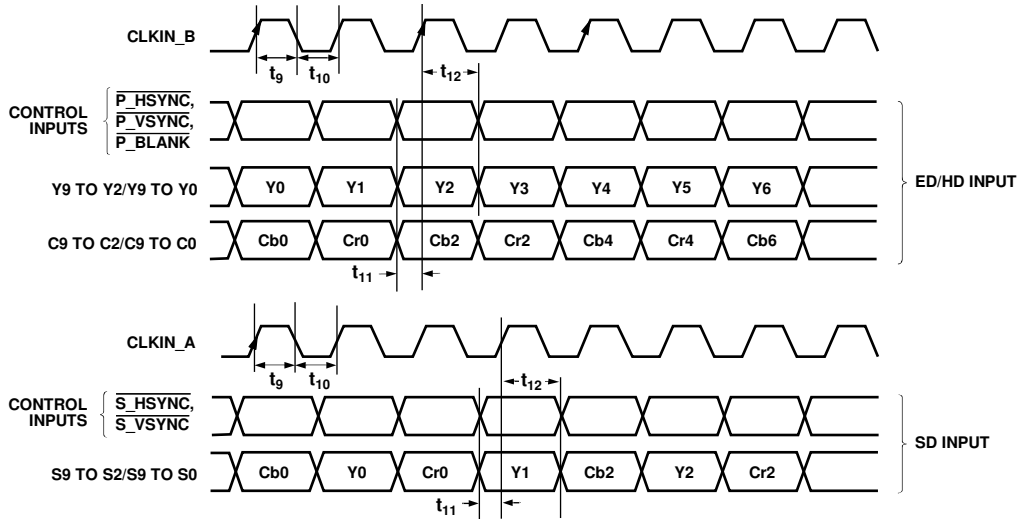 CLKIN_B
t9 t10 t12
CONTROL INPUTS
P_HSYNC,
P_VSYNC,
P_BLANK
Y9 TO Y2/Y9 TO Y0 Y0 Y1 Y2 Y3 Y4 Y5 Y6
ED/HD INPUT
C9 TO C2/C9 TO C0 Cb0 Cr0 Cb2 Cr2 Cb4 Cr4 Cb6
t11
CLKIN_A
t9 t10 t12
CONTROL INPUTS
S_HSYNC,
S_VSYNC
SD INPUT
S9 TO S2/S9 TO S0 Cb0 Y0 Cr0 Y1 Cb2 Y2 Cr2
t11